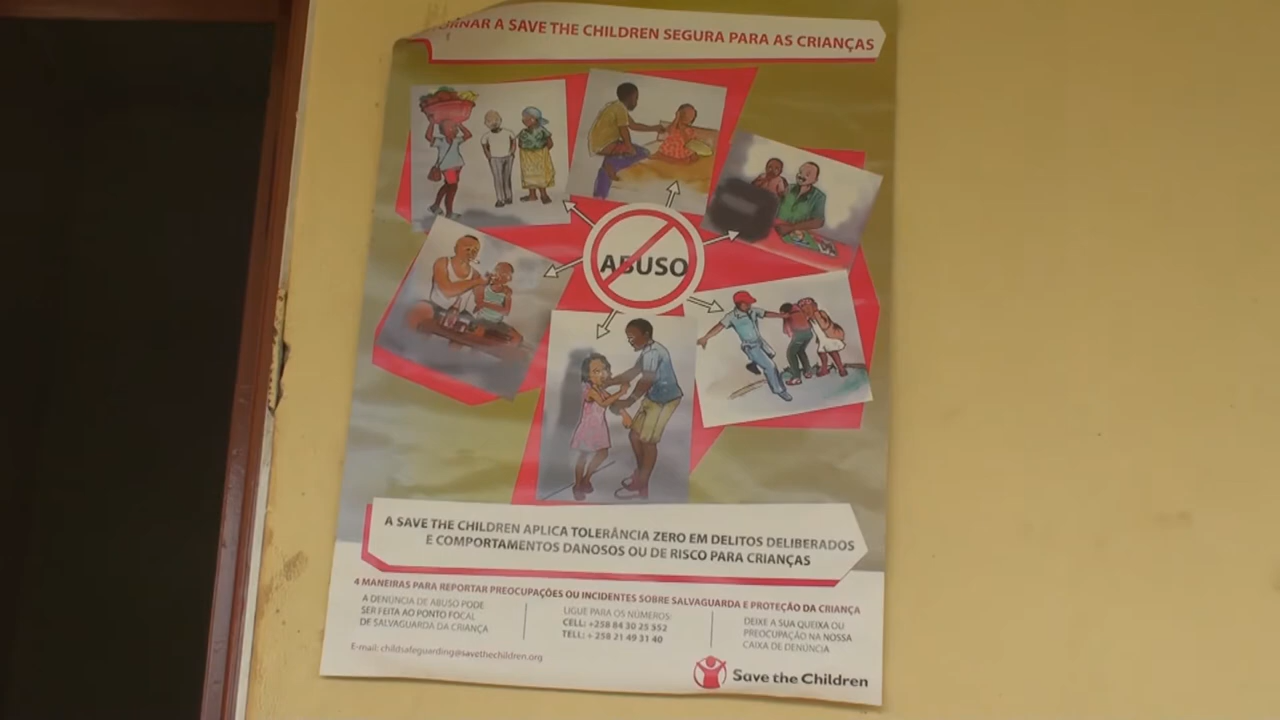 A SAVE THE CHILDREN SEGURA PARA AS CRIANÇAS
ABUSO
A SAVE THE CHILDREN APLICA TOLERÂNCIA ZERO EM DELITOS DELIBERADOS
E COMPORTAMENTOS DANOSOS OU DE RISCO PARA CRIANÇAS
4 MANEIRAS PARA REPORTAR PREOCUPAÇÕES OU INCIDENTES SOBRE SALVAGUARDA E PROTEÇÃO DA CRIANÇA
A DENÚNCIA DE ABUSO PODE
SER FEITA AO PONTO FOCAL
DE SALVAGUARDA DA CRIANÇA
LIGUE PARA OS NÚMEROS:
CELL: +258 84 30 25 552
TELL: + 258 21 49 31 40
DEIXE A SUA QUEIXA OU
PREOCUPAÇÃO NA NOSSA
CAIXA DE DENÚNCIA
E-mail: childsafeguarding@savethechildren.org
Save the Children